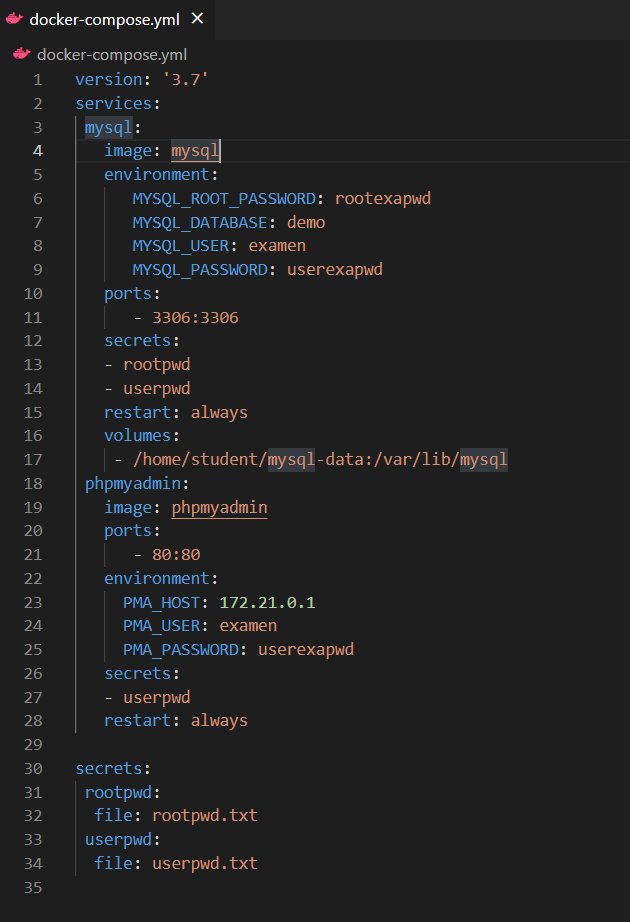 docker-compose.yml ×
docker-compose.yml
1 version: '3.7'
2 services:
3 mysql:
4 image: mysql
5 environment:
6 MYSQL_ROOT_PASSWORD: rootexapwd
7 MYSQL_DATABASE: demo
8 MYSQL_USER: examen
9 MYSQL_PASSWORD: userexapwd
10 ports:
11 - 3306:3306
12 secrets:
13 - rootpwd
14 - userpwd
15 restart: always
16 volumes:
17 - /home/student/mysql-data:/var/lib/mysql
18 phpmyadmin:
19 image: phpmyadmin
20 ports:
21 - 80:80
22 environment:
23 PMA_HOST: 172.21.0.1
24 PMA_USER: examen
25 PMA_PASSWORD: userexapwd
26 secrets:
27 - userpwd
28 restart: always
29
30 secrets:
31 rootpwd:
32 file: rootpwd.txt
33 userpwd:
34 file: userpwd.txt
35